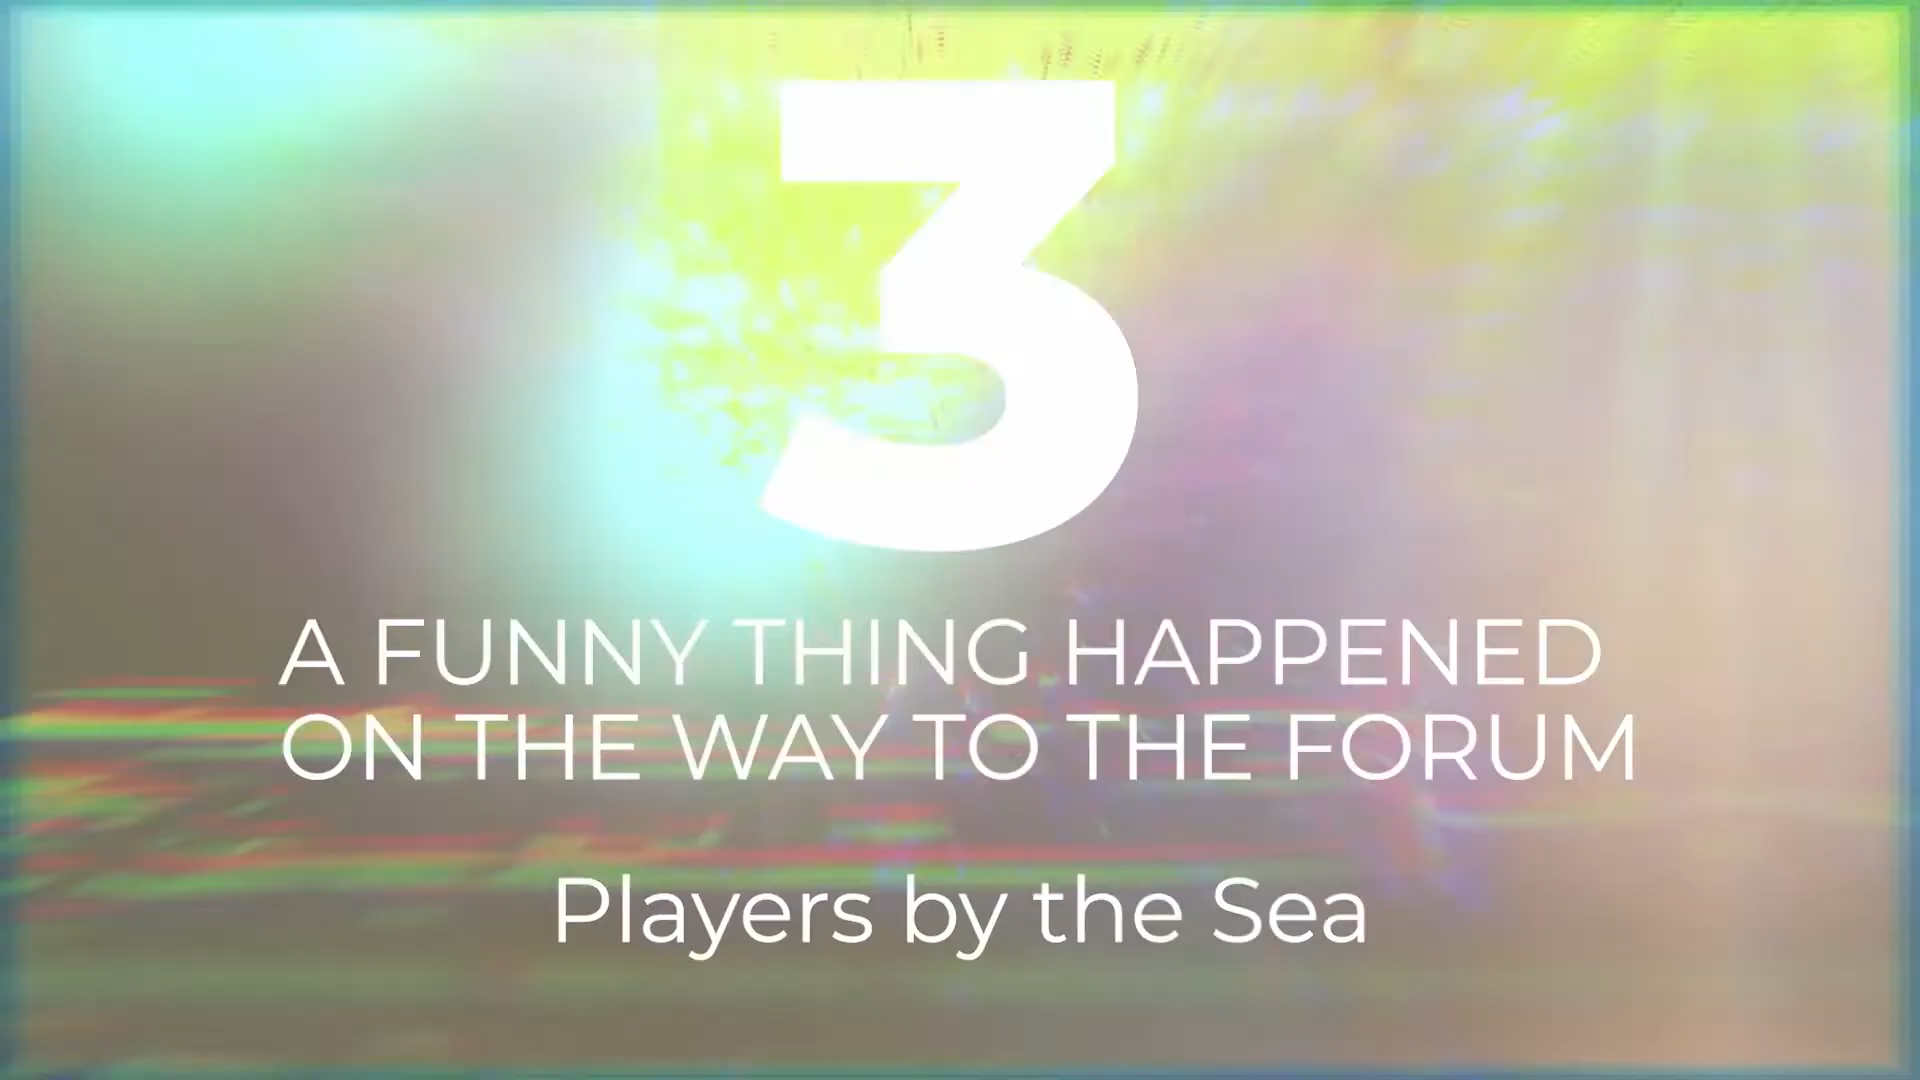 3
A FUNNY THING HAPPENED
ON THE WAY TO THE FORUM
Players by the Sea